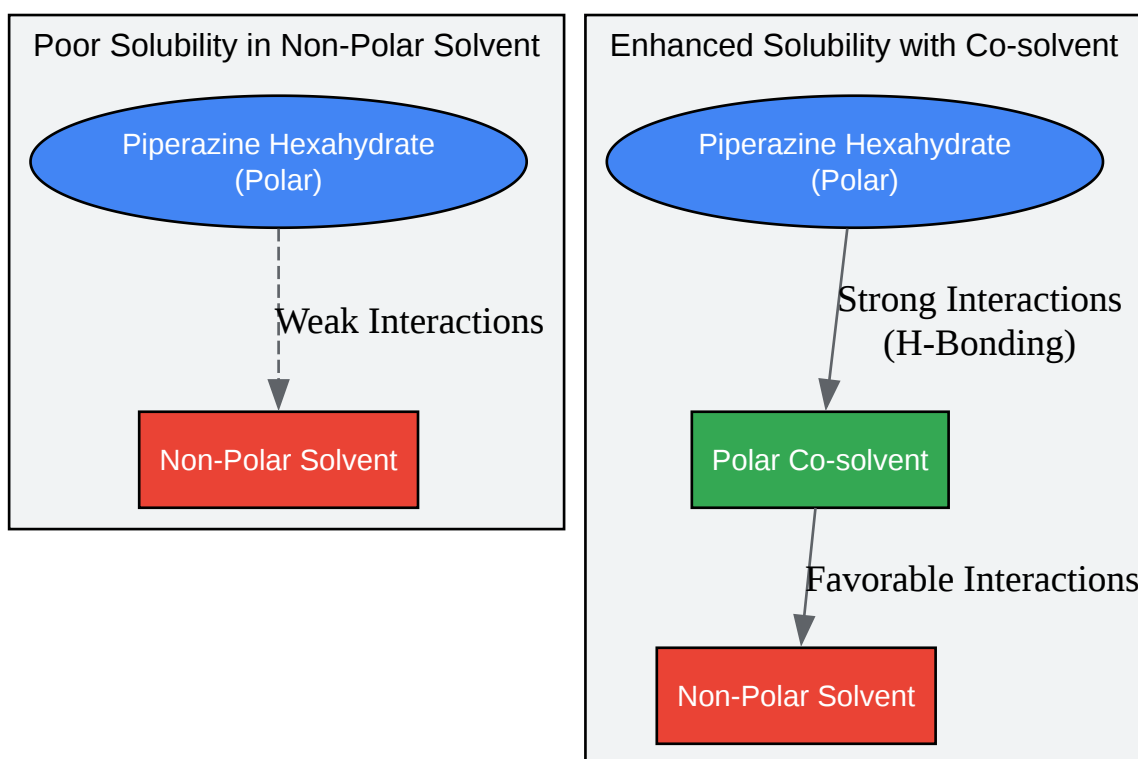 Poor Solubility in Non-Polar Solvent
Piperazine Hexahydrate
(Polar)
Weak Interactions
Non-Polar Solvent
Enhanced Solubility with Co-solvent
Piperazine Hexahydrate
(Polar)
Strong Interactions
(H-Bonding)
Polar Co-solvent
Favorable Interactions
Non-Polar Solvent